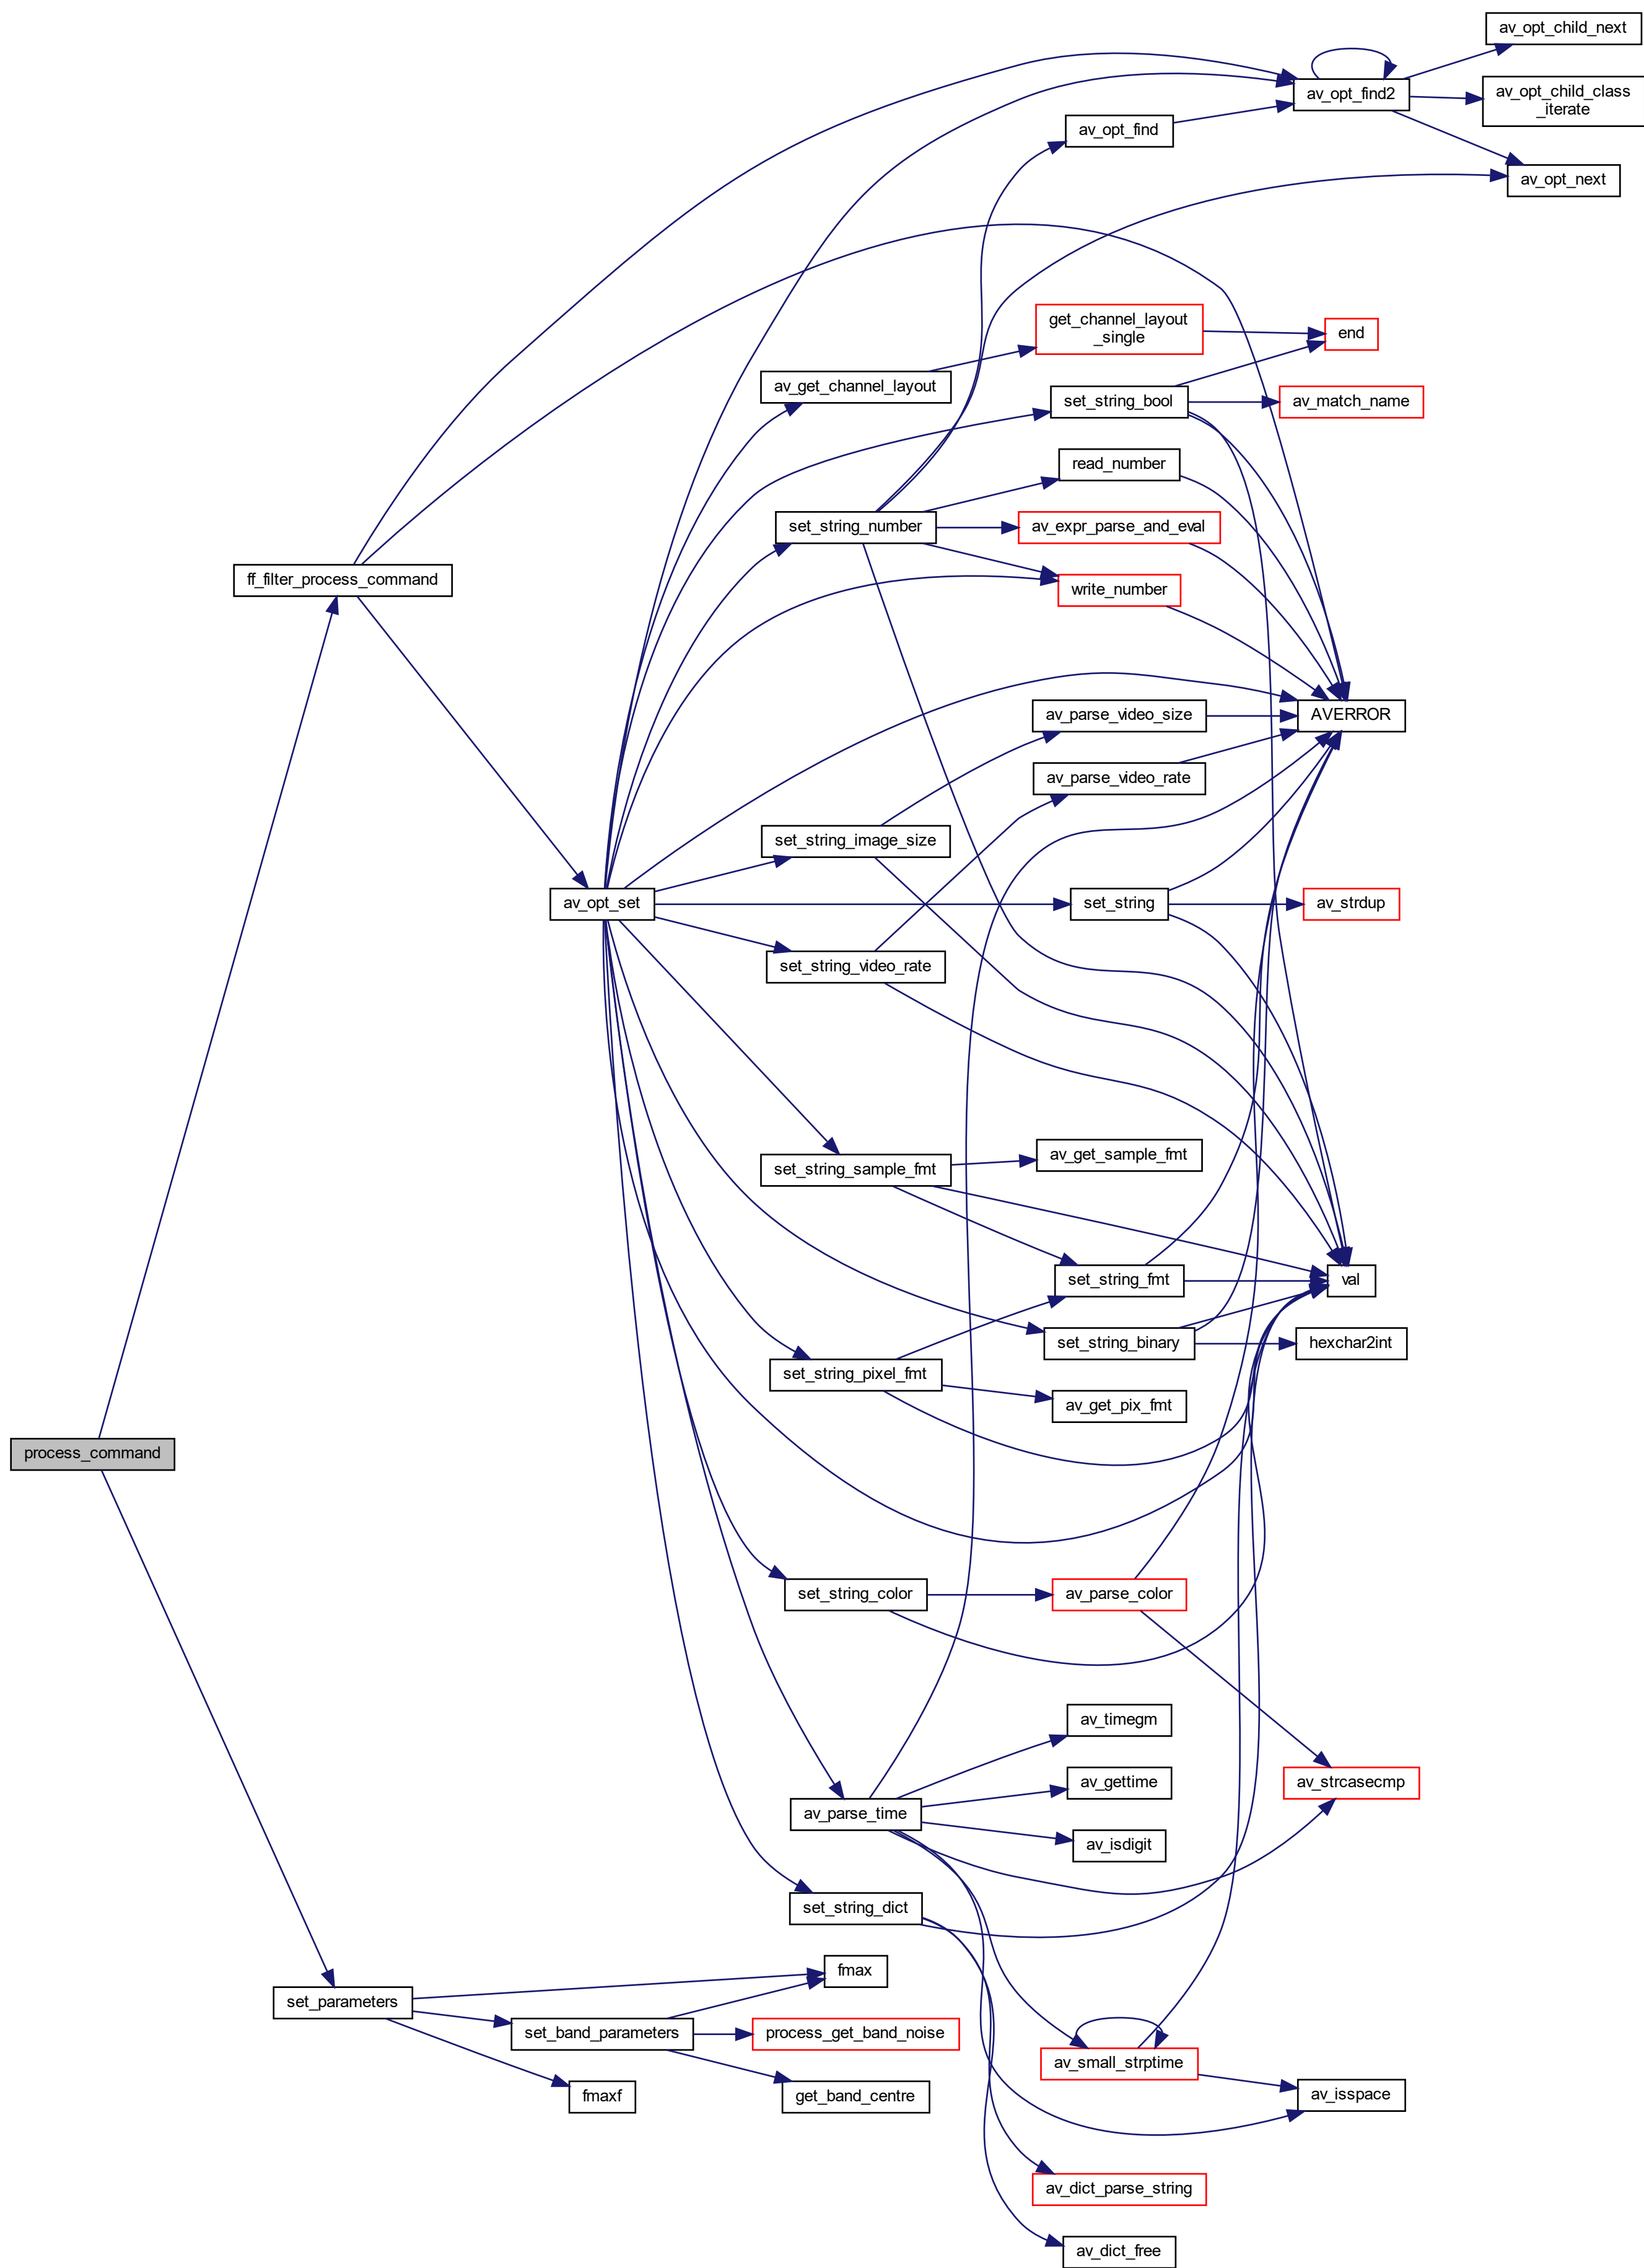 av_opt_child_next
av_opt_find2
av_opt_child_class
_iterate
av_opt_find
av_opt_next
get_channel_layout
_single
end
av_get_channel_layout
set_string_bool
av_match_name
read_number
set_string_number
av_expr_parse_and_eval
ff_filter_process_command
write_number
av_parse_video_size
AVERROR
av_parse_video_rate
set_string_image_size
av_opt_set
set_string
av_strdup
set_string_video_rate
av_get_sample_fmt
set_string_sample_fmt
set_string_fmt
val
set_string_binary
hexchar2int
set_string_pixel_fmt
av_get_pix_fmt
process_command
set_string_color
av_parse_color
av_timegm
av_gettime
av_strcasecmp
av_parse_time
av_isdigit
set_string_dict
fmax
set_parameters
set_band_parameters
process_get_band_noise
av_small_strptime
fmaxf
get_band_centre
av_isspace
av_dict_parse_string
av_dict_free